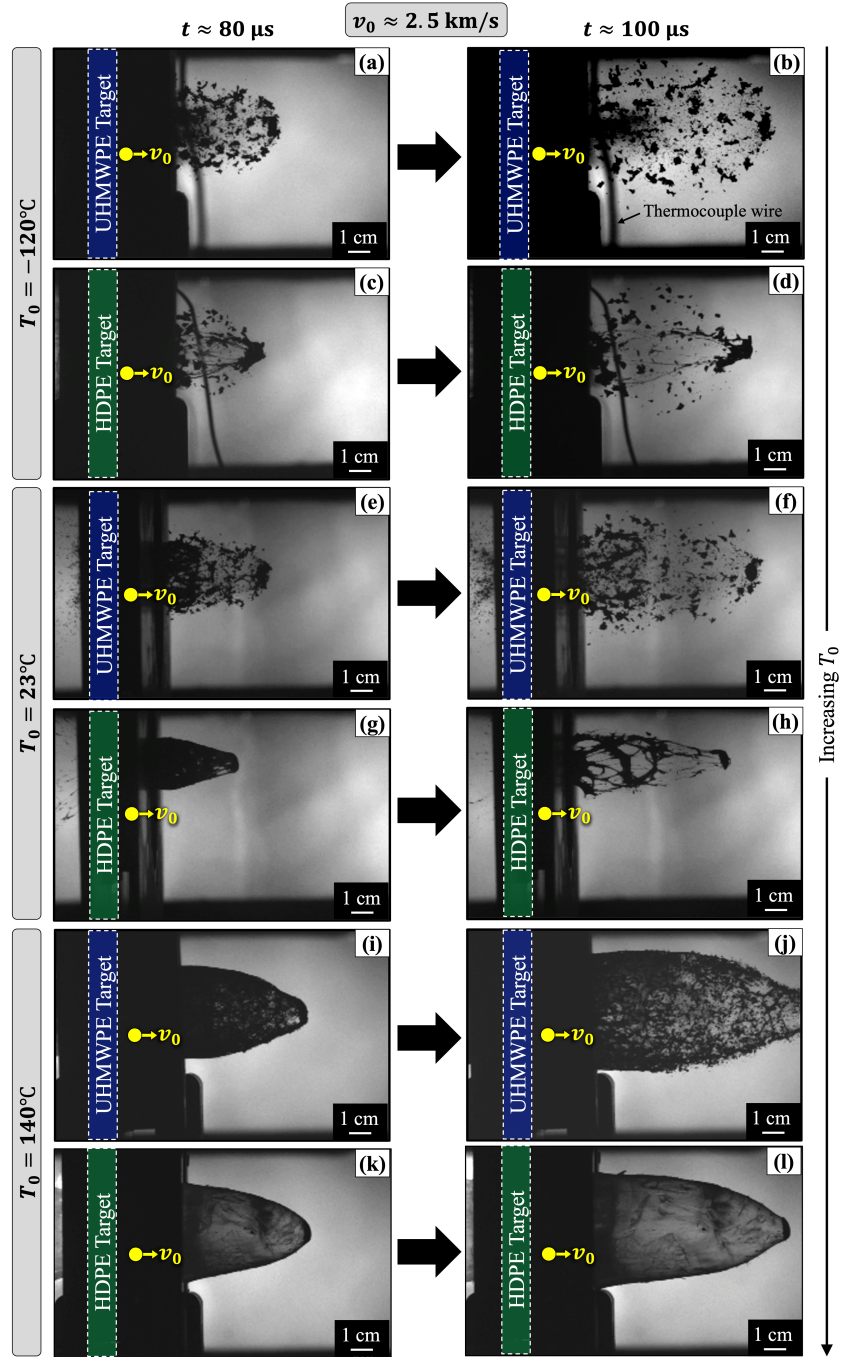 v₀ ≈ 2.5 km/s
t ≈ 80 μs
t ≈ 100 μs
T₀ = −120℃
(a)
UHMWPE Target
v₀
1 cm
(b)
UHMWPE Target
v₀
Thermocouple wire
1 cm
(c)
HDPE Target
v₀
1 cm
(d)
HDPE Target
v₀
1 cm
T₀ = 23℃
(e)
UHMWPE Target
v₀
1 cm
(f)
UHMWPE Target
v₀
1 cm
(g)
HDPE Target
v₀
1 cm
(h)
HDPE Target
v₀
1 cm
T₀ = 140℃
(i)
UHMWPE Target
v₀
1 cm
(j)
UHMWPE Target
v₀
1 cm
(k)
HDPE Target
v₀
1 cm
(l)
HDPE Target
v₀
1 cm
Increasing T₀